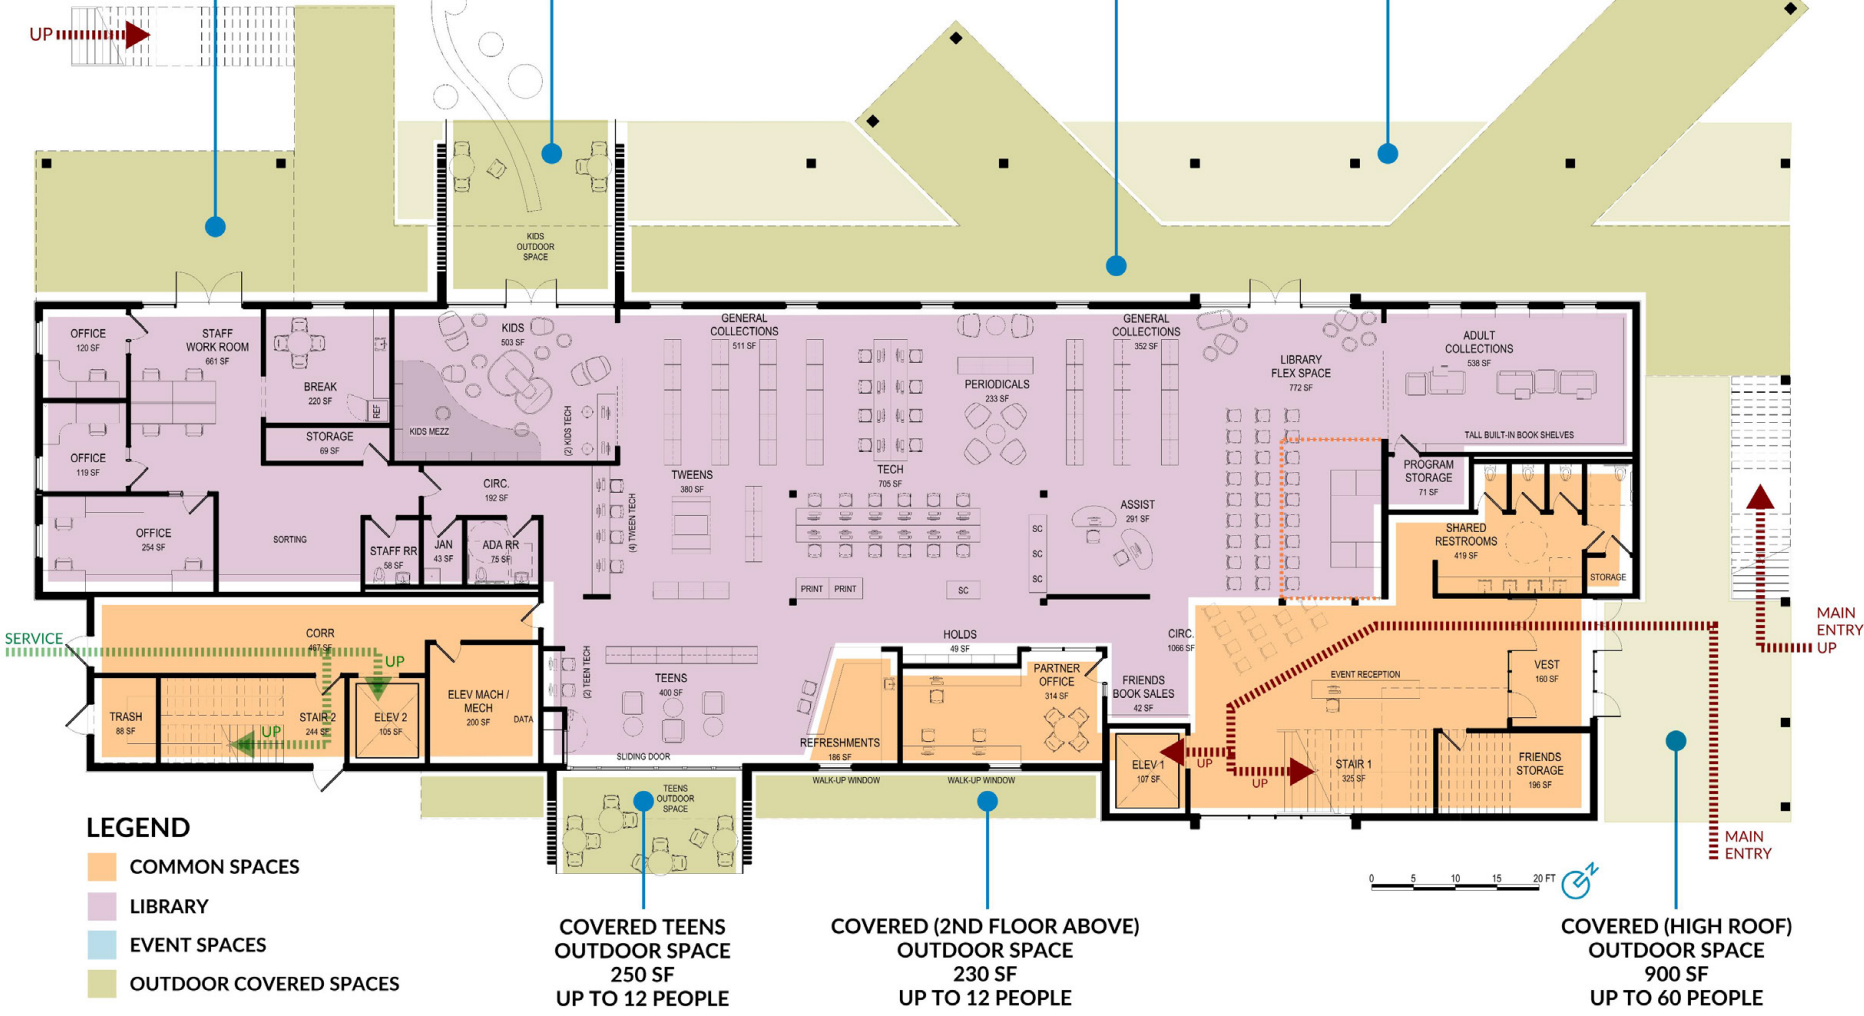 UP
KIDS
OUTDOOR
SPACE
OFFICE
120 SF
STAFF
WORK ROOM
661 SF
BREAK
220 SF
REF
KIDS
503 SF
KIDS MEZZ
(2) KIDS TECH
GENERAL
COLLECTIONS
511 SF
PERIODICALS
233 SF
GENERAL
COLLECTIONS
352 SF
LIBRARY
FLEX SPACE
772 SF
ADULT
COLLECTIONS
538 SF
TALL BUILT-IN BOOK SHELVES
OFFICE
119 SF
STORAGE
69 SF
CIRC.
192 SF
TWEENS
380 SF
TECH
705 SF
PROGRAM
STORAGE
71 SF
OFFICE
254 SF
SORTING
STAFF RR
58 SF
JAN
43 SF
ADA RR
75 SF
(4) TWEEN TECH
PRINT
PRINT
SC
SC
SC
SC
ASSIST
291 SF
SHARED
RESTROOMS
419 SF
STORAGE
MAIN
ENTRY
UP
SERVICE
CORR
467 SF
UP
TRASH
88 SF
STAIR 2
244 SF
UP
ELEV 2
105 SF
ELEV MACH /
MECH
200 SF
DATA
(2) TEEN TECH
TEENS
400 SF
SLIDING DOOR
REFRESHMENTS
186 SF
HOLDS
49 SF
PARTNER
OFFICE
314 SF
CIRC.
1066 SF
FRIENDS
BOOK SALES
42 SF
EVENT RECEPTION
VEST
160 SF
ELEV 1
107 SF
UP
UP
STAIR 1
325 SF
FRIENDS
STORAGE
196 SF
WALK-UP WINDOW
WALK-UP WINDOW
TEENS
OUTDOOR
SPACE
MAIN
ENTRY
LEGEND
COMMON SPACES
LIBRARY
EVENT SPACES
OUTDOOR COVERED SPACES
COVERED TEENS
OUTDOOR SPACE
250 SF
UP TO 12 PEOPLE
COVERED (2ND FLOOR ABOVE)
OUTDOOR SPACE
230 SF
UP TO 12 PEOPLE
0 5 10 15 20 FT
N
COVERED (HIGH ROOF)
OUTDOOR SPACE
900 SF
UP TO 60 PEOPLE